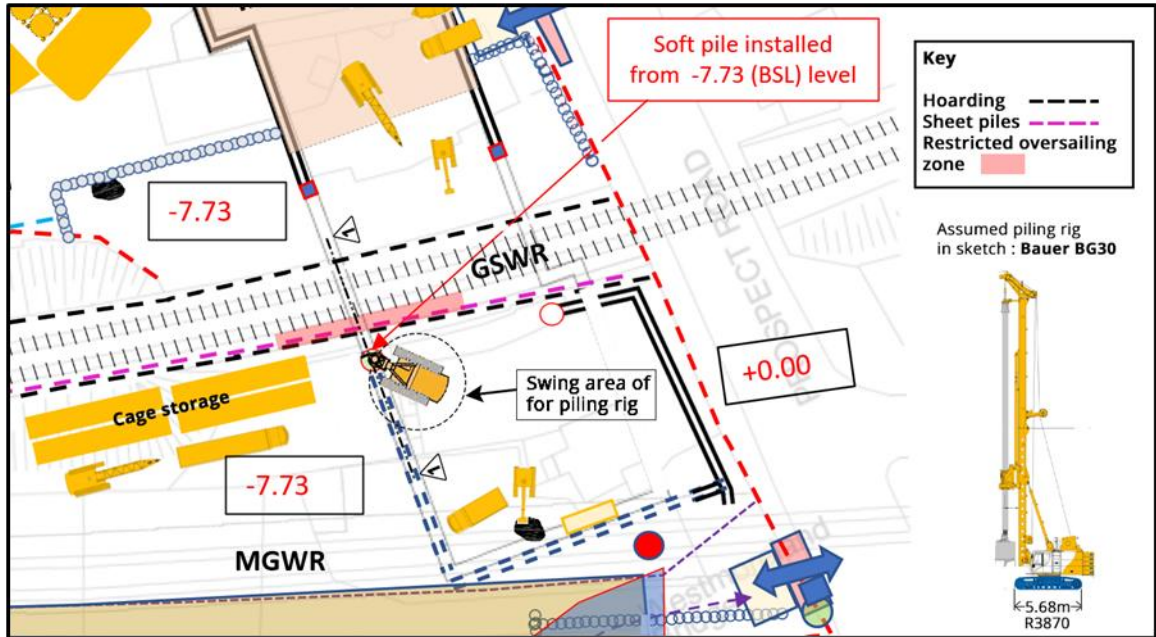 Soft pile installed
from -7.73 (BSL) level
Key
Hoarding
Sheet piles
Restricted oversailing
zone
Assumed piling rig
in sketch : Bauer BG30
5.68m
R3870
-7.73
1
GSWR
PROSPECT ROAD
+0.00
Swing area of
for piling rig
Cage storage
-7.73
1
MGWR